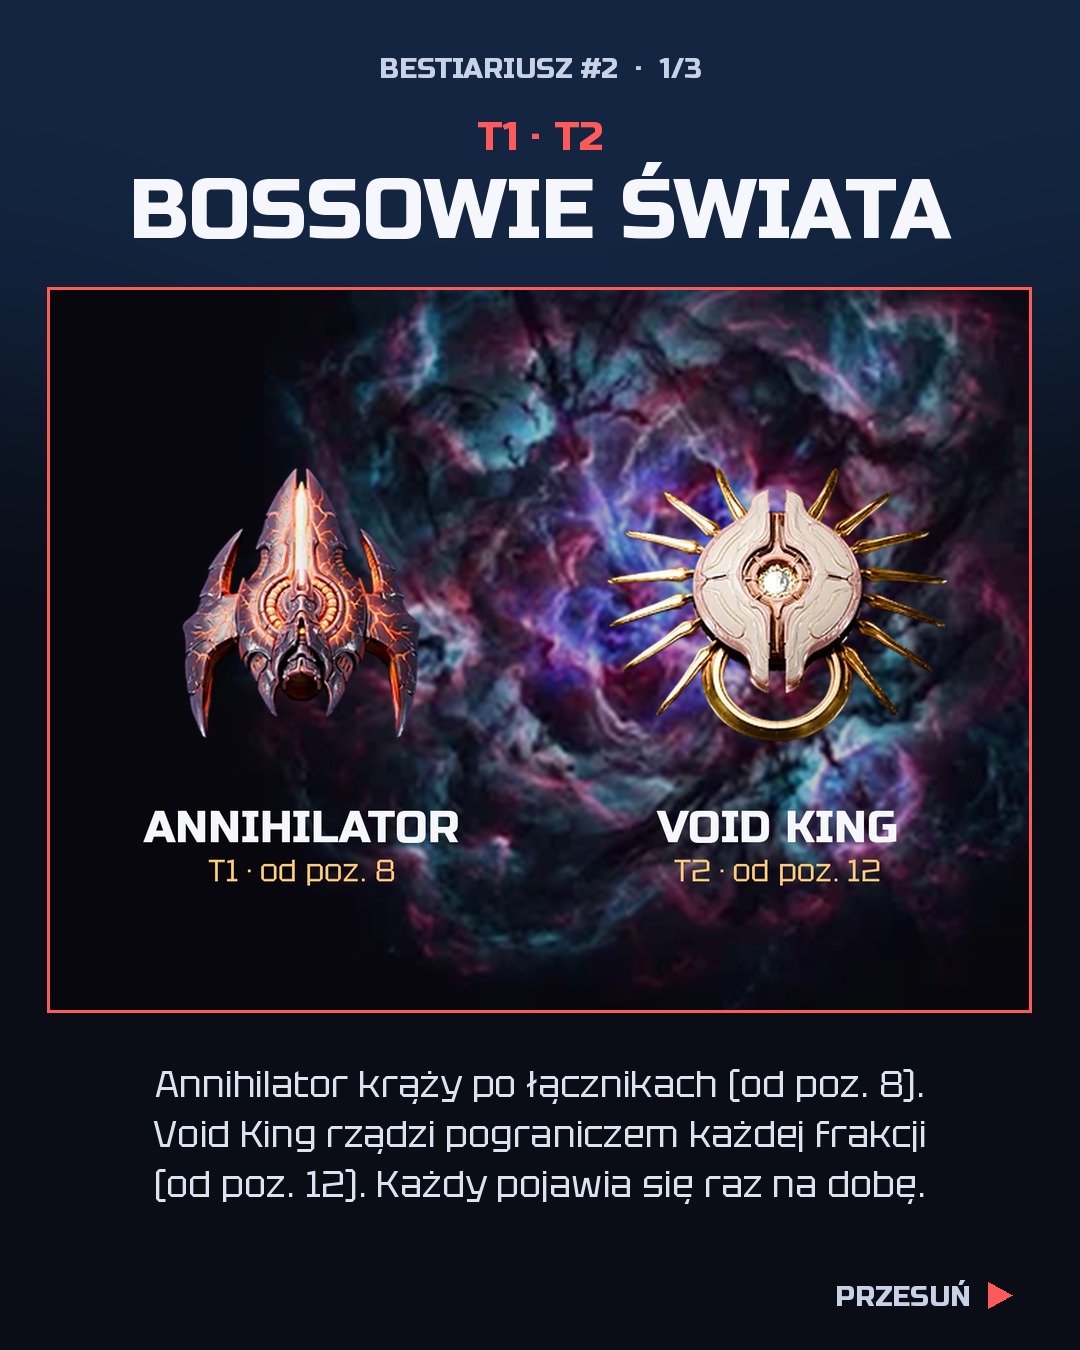 BESTIARIUSZ #2 · 1/3
T1 · T2
BOSSOWIE ŚWIATA
ANNIHILATOR
T1 · od poz. 8
VOID KING
T2 · od poz. 12
Annihilator krąży po łącznikach (od poz. 8).
Void King rządzi pograniczem każdej frakcji
(od poz. 12). Każdy pojawia się raz na dobę.
PRZESUŃ